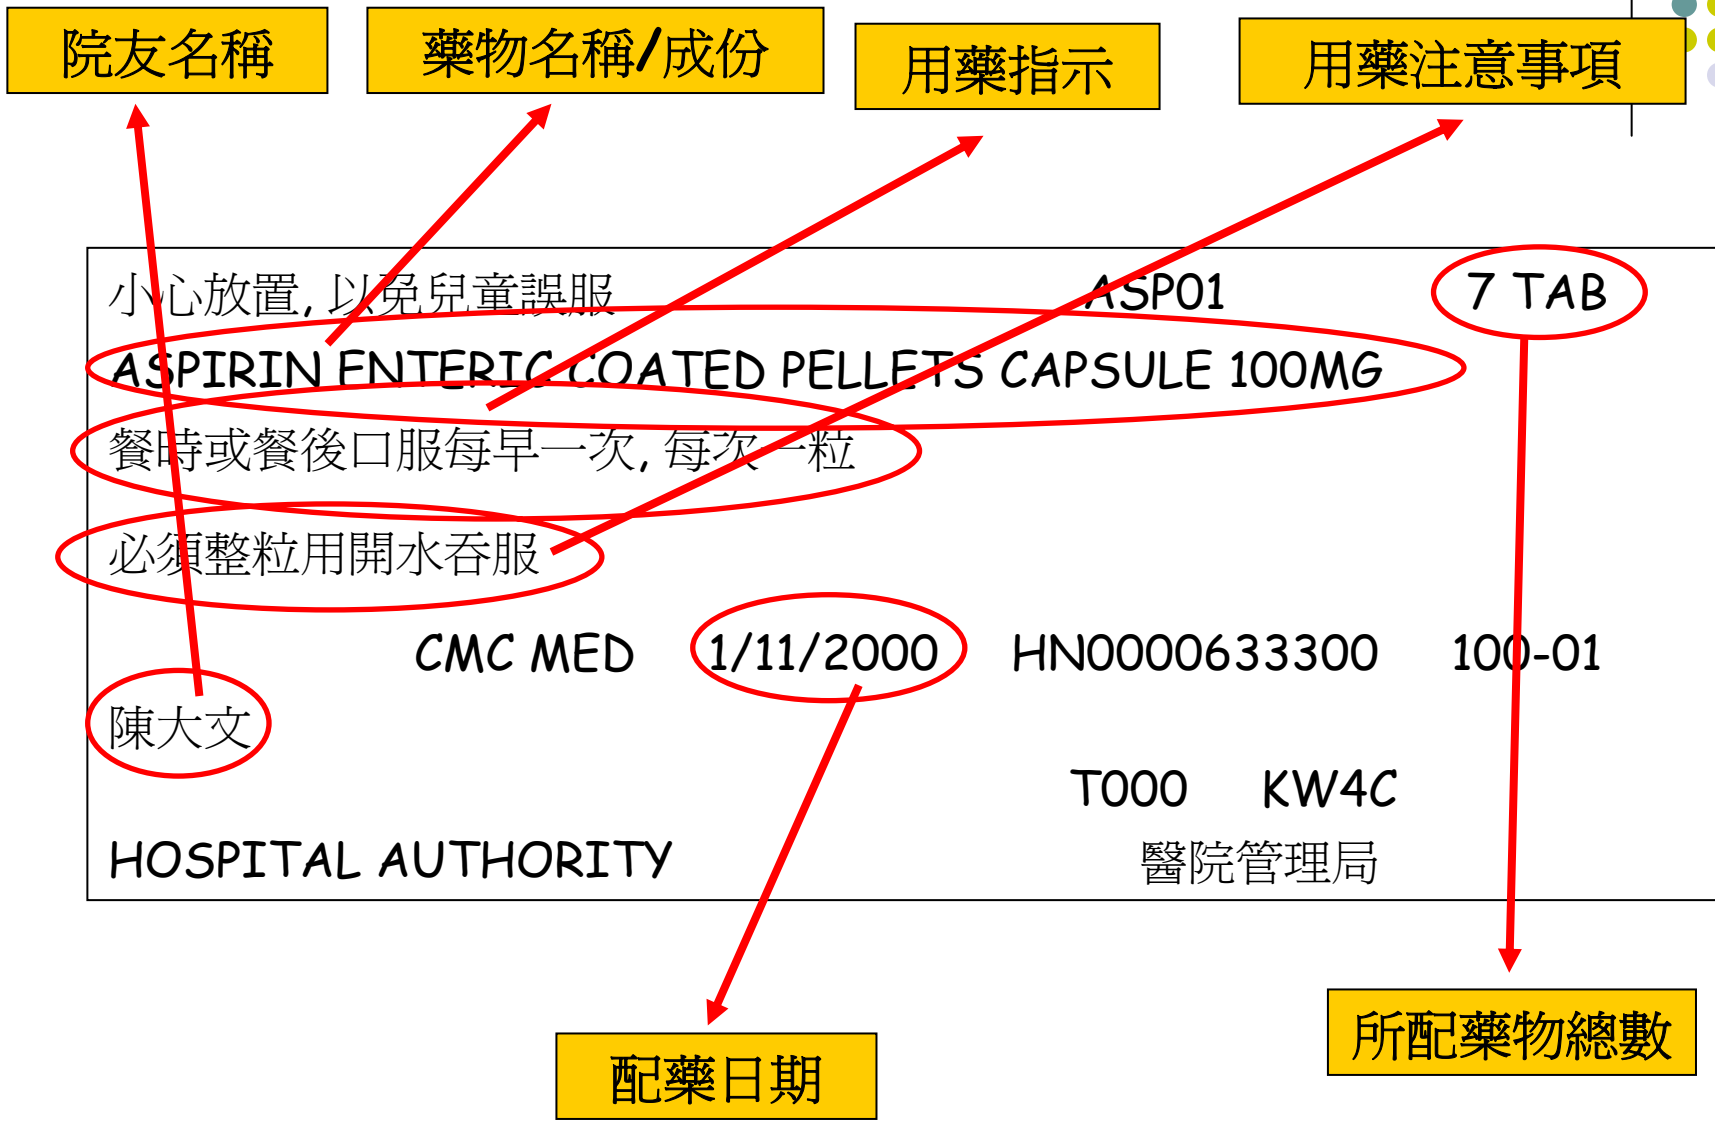 院友名稱 藥物名稱/成份 用藥指示 用藥注意事項
小心放置, 以免兒童誤服 ASP01 7 TAB
ASPIRIN ENTERIC COATED PELLETS CAPSULE 100MG
餐時或餐後口服每早一次, 每次一粒
必須整粒用開水吞服
CMC MED 1/11/2000 HN0000633300 100-01
陳大文
T000 KW4C
HOSPITAL AUTHORITY 醫院管理局
所配藥物總數
配藥日期